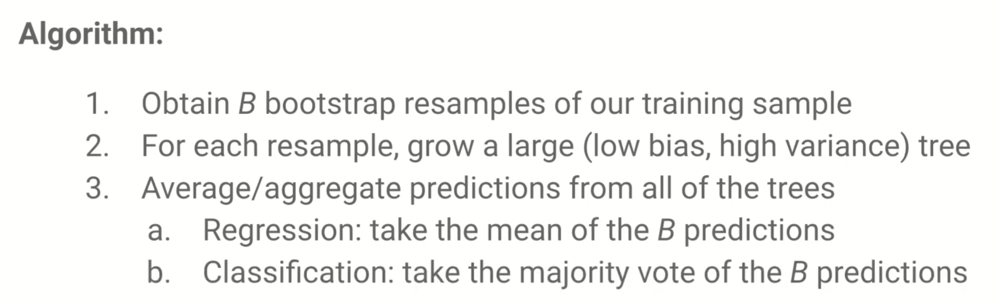 Algorithm:
1. Obtain B bootstrap resamples of our training sample
2. For each resample, grow a large (low bias, high variance) tree
3. Average/aggregate predictions from all of the trees
a. Regression: take the mean of the B predictions
b. Classification: take the majority vote of the B predictions